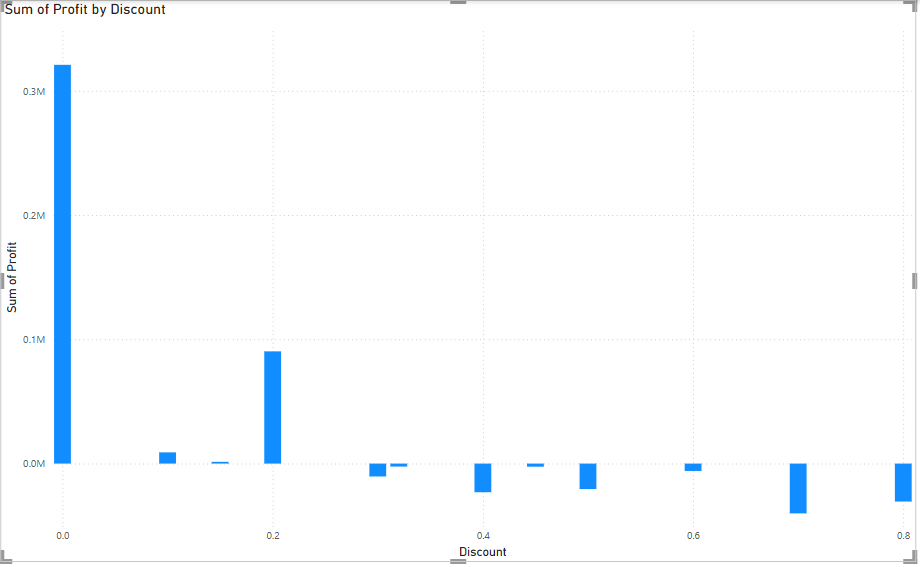 Sum of Profit by Discount
0.3M
0.2M
0.1M
0.0M
Sum of Profit
0.0
0.2
0.4
0.6
0.8
Discount